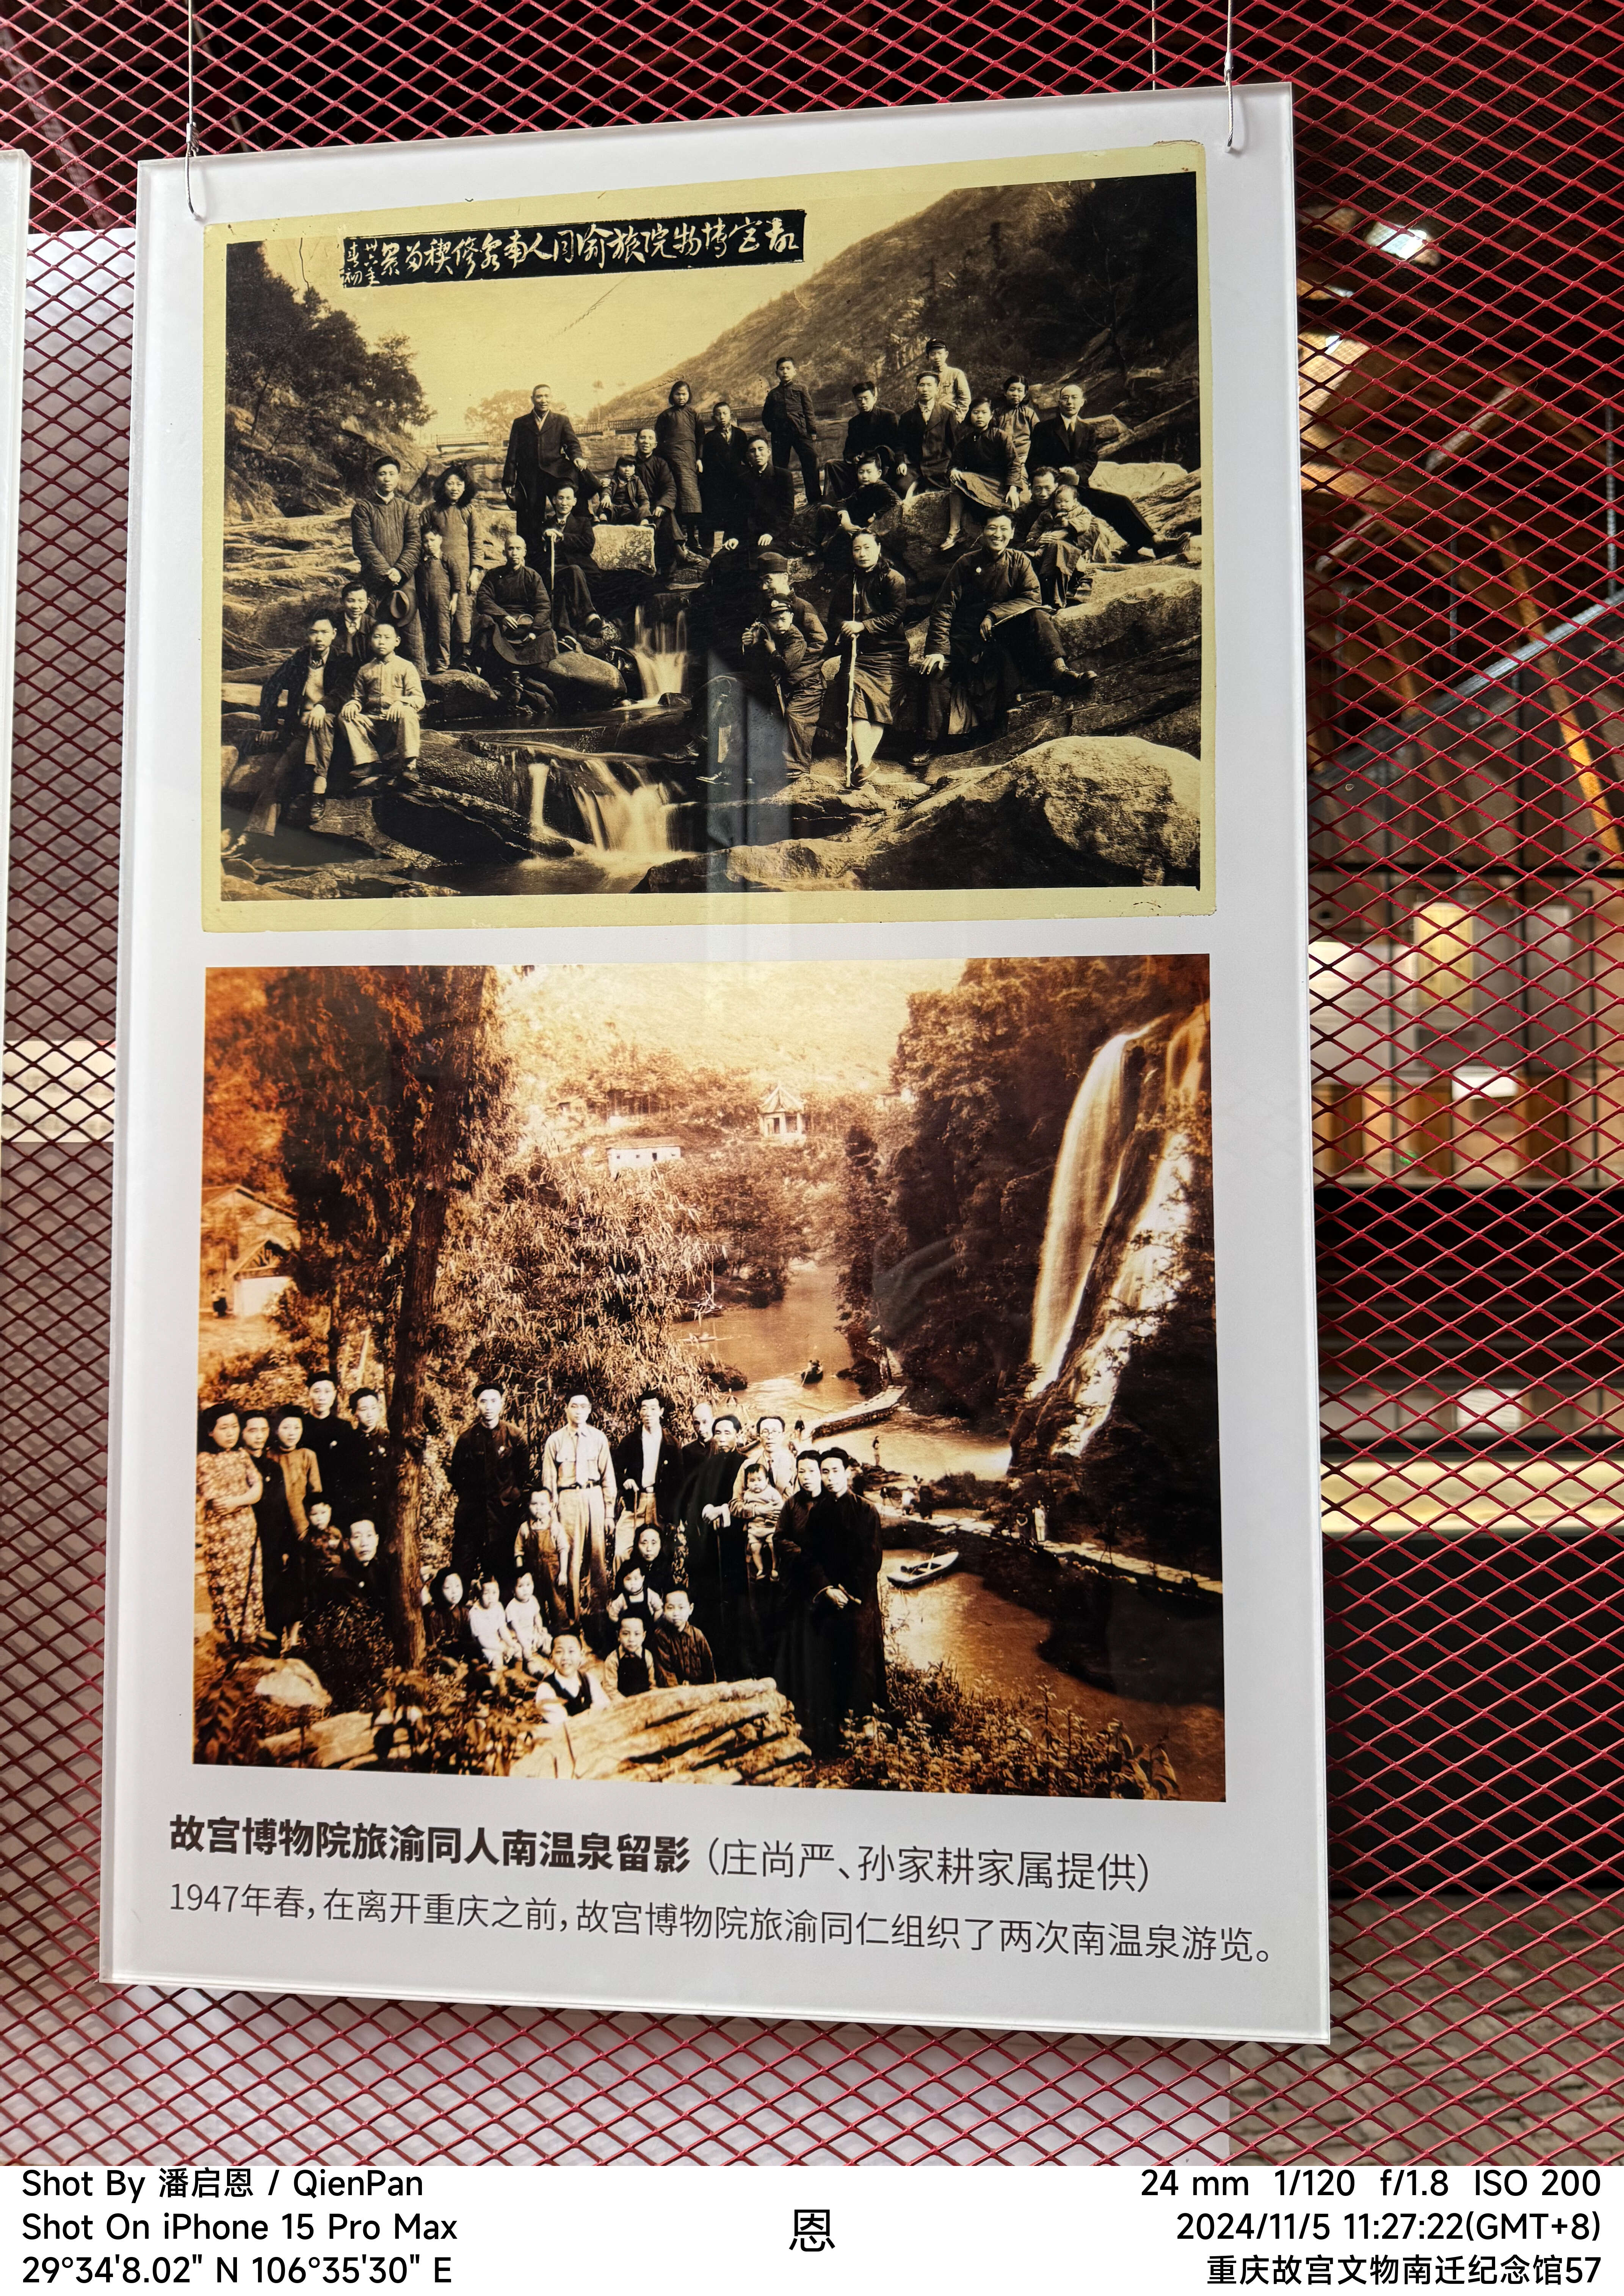 故宮博物院旅渝同人南泉修禊留景
卅六年
春初
故宫博物院旅渝同人南温泉留影（庄尚严、孙家耕家属提供）
1947年春，在离开重庆之前，故宫博物院旅渝同仁组织了两次南温泉游览。
Shot By 潘启恩 / QienPan
Shot On iPhone 15 Pro Max
29°34'8.02" N 106°35'30" E
恩
24 mm 1/120 f/1.8 ISO 200
2024/11/5 11:27:22(GMT+8)
重庆故宫文物南迁纪念馆57